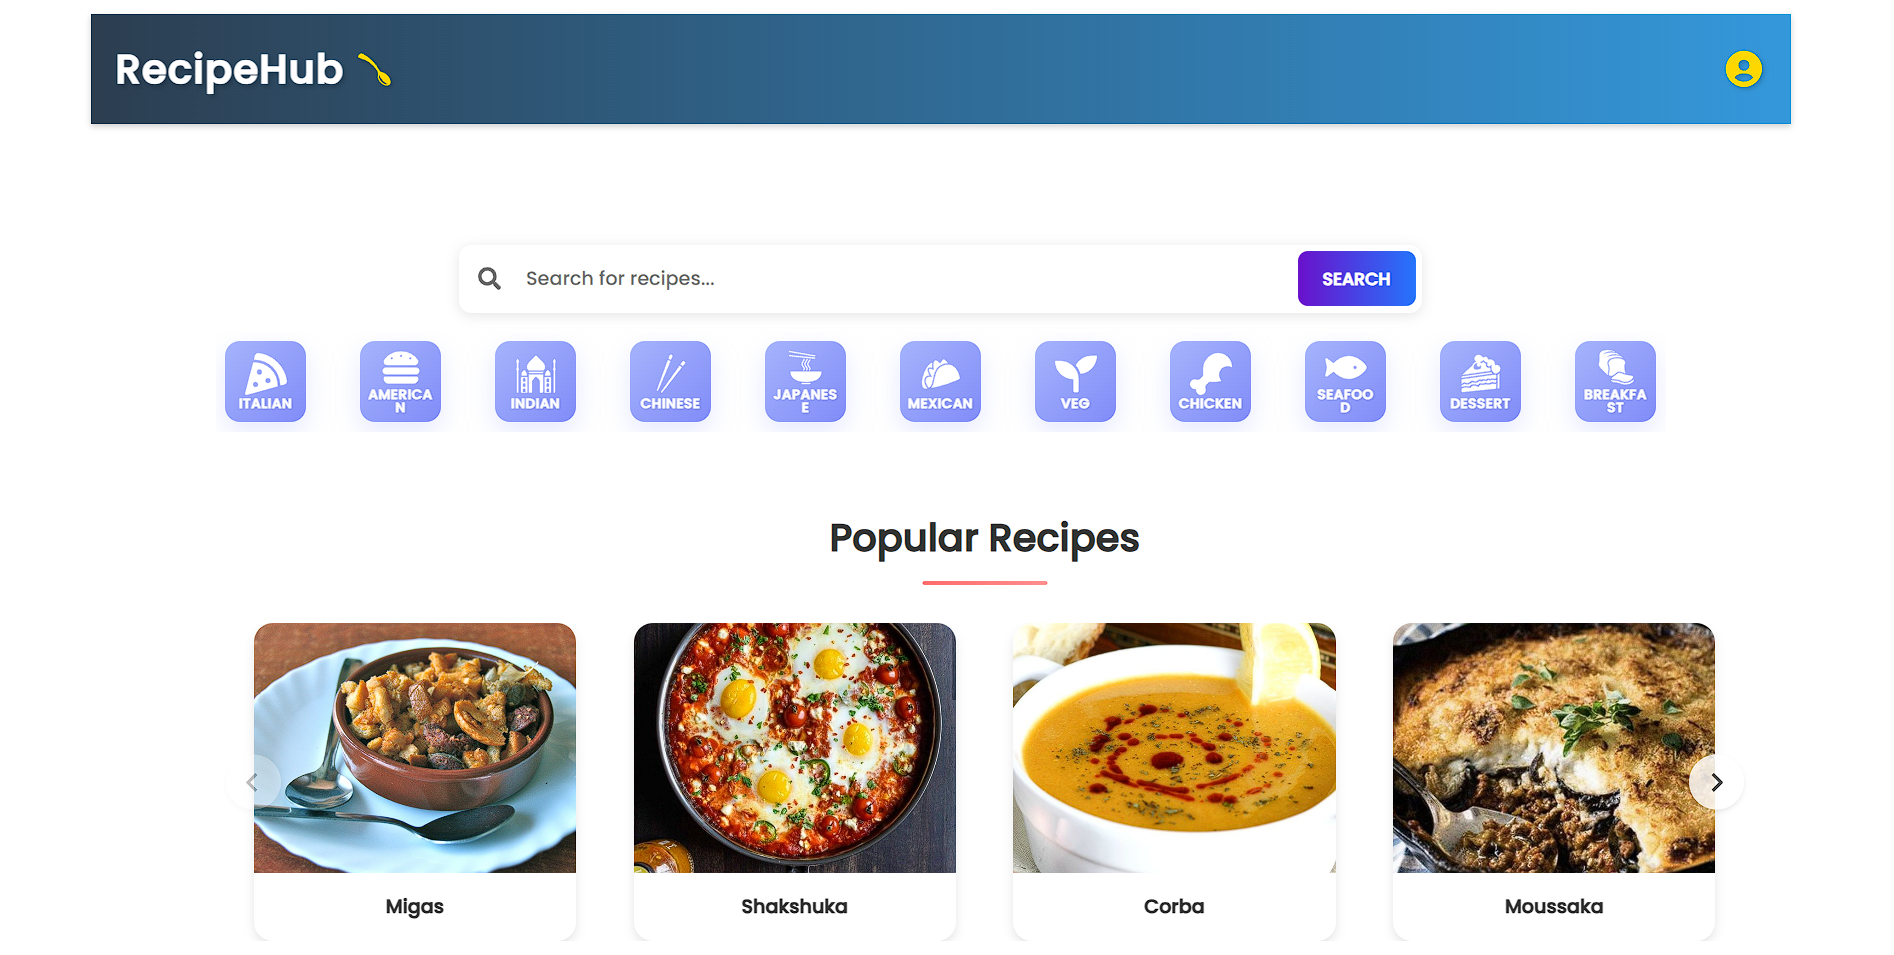 RecipeHub
Search for recipes...
SEARCH
ITALIAN
AMERICA
N
INDIAN
CHINESE
JAPANES
E
MEXICAN
VEG
CHICKEN
SEAFOO
D
DESSERT
BREAKFA
ST
Popular Recipes
Migas
Shakshuka
Corba
Moussaka